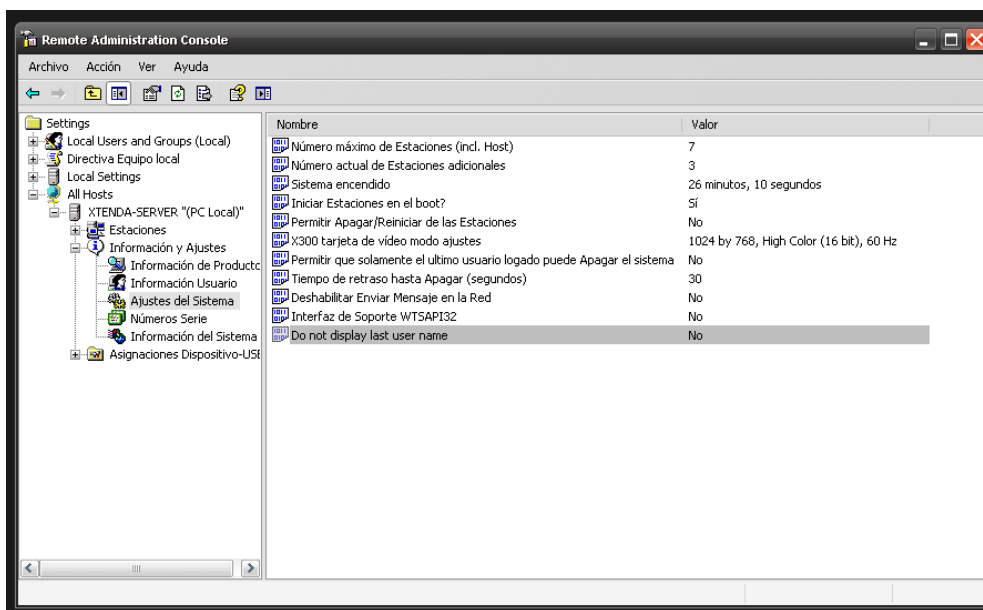 Remote Administration Console
Archivo Acción Ver Ayuda
Settings
Local Users and Groups (Local)
Directiva Equipo local
Local Settings
All Hosts
XTENDA-SERVER "(PC Local)"
Estaciones
Información y Ajustes
Información de Productc
Información Usuario
Ajustes del Sistema
Números Serie
Información del Sistema
Asignaciones Dispositivo-USE
Nombre Valor
Número máximo de Estaciones (incl. Host) 7
Número actual de Estaciones adicionales 3
Sistema encendido 26 minutos, 10 segundos
Iniciar Estaciones en el boot? Sí
Permitir Apagar/Reiniciar de las Estaciones No
X300 tarjeta de vídeo modo ajustes 1024 by 768, High Color (16 bit), 60 Hz
Permitir que solamente el ultimo usuario logado puede Apagar el sistema No
Tiempo de retraso hasta Apagar (segundos) 30
Deshabilitar Enviar Mensaje en la Red No
Interfaz de Soporte WTSAPI32 No
Do not display last user name No